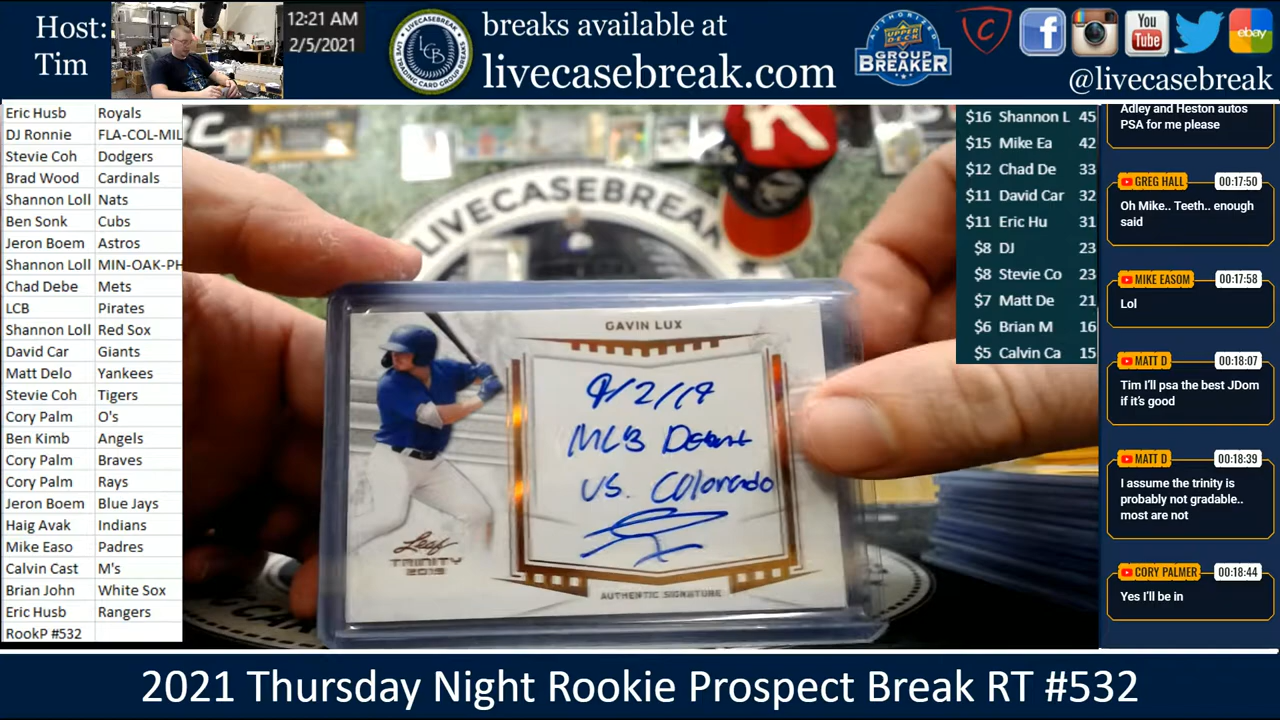 Host:
Tim
12:21 AM
2/5/2021
LIVECASEBREAK
LCB
LIVE TRADING CARD GROUP BREAKS
breaks available at
livecasebreak.com
AUTHORIZED
UPPER DECK
GROUP BREAKER
You
Tube
ebay
@livecasebreak
Eric Husb Royals
DJ Ronnie FLA-COL-MIL
Stevie Coh Dodgers
Brad Wood Cardinals
Shannon Loll Nats
Ben Sonk Cubs
Jeron Boem Astros
Shannon Loll MIN-OAK-PH
Chad Debe Mets
LCB Pirates
Shannon Loll Red Sox
David Car Giants
Matt Delo Yankees
Stevie Coh Tigers
Cory Palm O's
Ben Kimb Angels
Cory Palm Braves
Cory Palm Rays
Jeron Boem Blue Jays
Haig Avak Indians
Mike Easo Padres
Calvin Cast M's
Brian John White Sox
Eric Husb Rangers
RookP #532
LIVECASEBREAK
GAVIN LUX
9/2/19
MLB Debut
vs. Colorado
Leaf
TRINITY
2019
AUTHENTIC SIGNATURE
$16 Shannon L 45
$15 Mike Ea 42
$12 Chad De 33
$11 David Car 32
$11 Eric Hu 31
$8 DJ 23
$8 Stevie Co 23
$7 Matt De 21
$6 Brian M 16
$5 Calvin Ca 15
Adley and Heston autos
PSA for me please
GREG HALL 00:17:50
Oh Mike.. Teeth.. enough
said
MIKE EASOM 00:17:58
Lol
MATT D 00:18:07
Tim I'll psa the best JDom
if it's good
MATT D 00:18:39
I assume the trinity is
probably not gradable..
most are not
CORY PALMER 00:18:44
Yes I'll be in
2021 Thursday Night Rookie Prospect Break RT #532